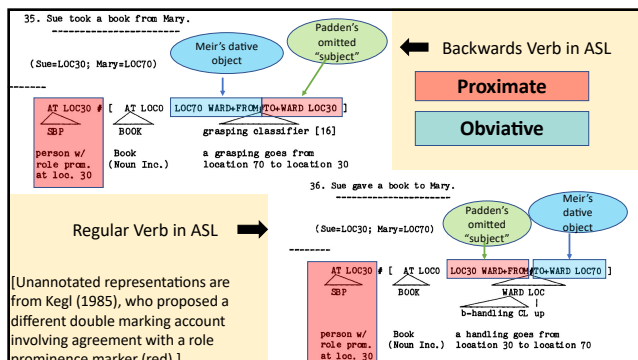 35. Sue took a book from Mary.
(Sue=LOC30; Mary=LOC70)
Meir's dative
object
Padden's
omitted
"subject"
Backwards Verb in ASL
Proximate
Obviative
AT LOC30 # [ AT LOC0 LOC70 WARD+FROM#TO+WARD LOC30 ]
SBP BOOK grasping classifier [16]
person w/ Book a grasping goes from
role prom. (Noun Inc.) location 70 to location 30
at loc. 30
36. Sue gave a book to Mary.
Regular Verb in ASL
(Sue=LOC30; Mary=LOC70)
Padden's
omitted
"subject"
Meir's dative
object
AT LOC30 # [ AT LOC0 LOC30 WARD+FROM#TO+WARD LOC70 ]
SBP BOOK WARD LOC
b-handling CL up
person w/ Book a handling goes from
role prom. (Noun Inc.) location 30 to location 70
at loc. 30
[Unannotated representations are
from Kegl (1985), who proposed a
different double marking account
involving agreement with a role
prominence marker (red).]